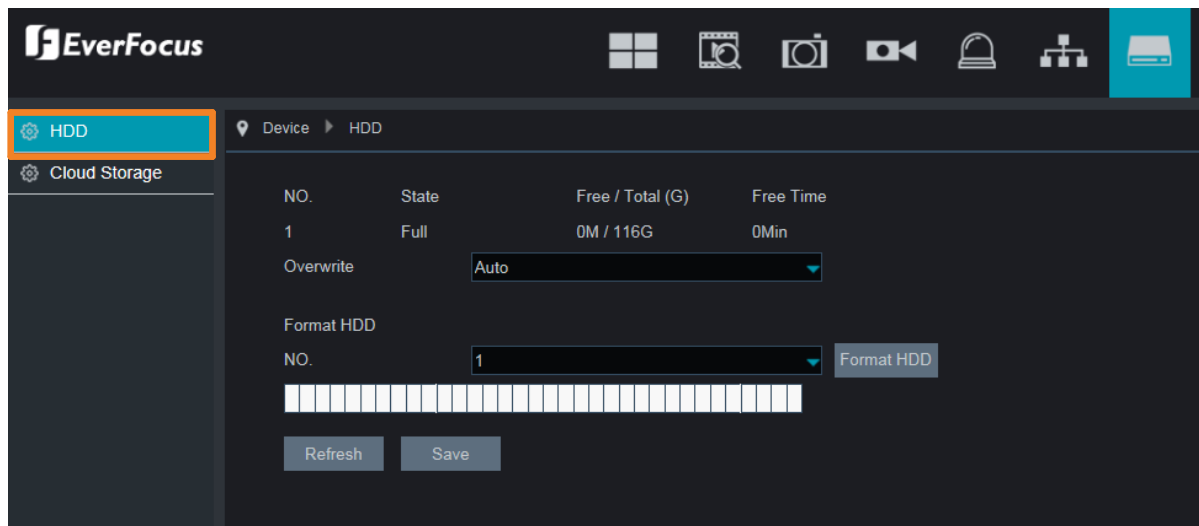 EverFocus
HDD
Cloud Storage
Device HDD
NO. State Free / Total (G) Free Time
1 Full 0M / 116G 0Min
Overwrite Auto
Format HDD
NO. 1 Format HDD
Refresh Save